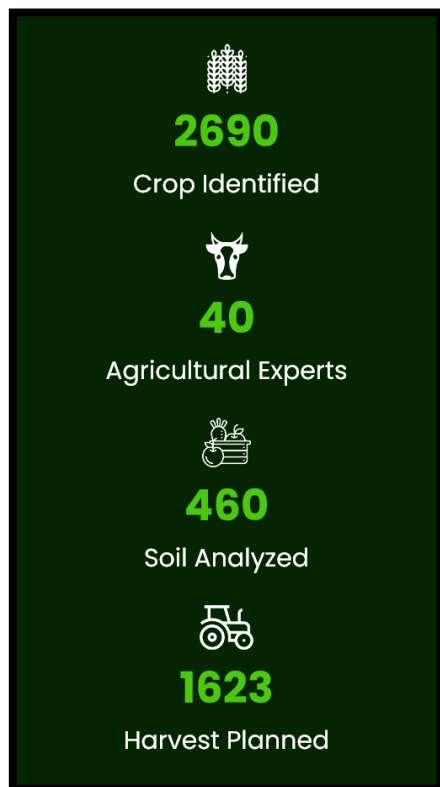 2690
Crop Identified
40
Agricultural Experts
460
Soil Analyzed
1623
Harvest Planned